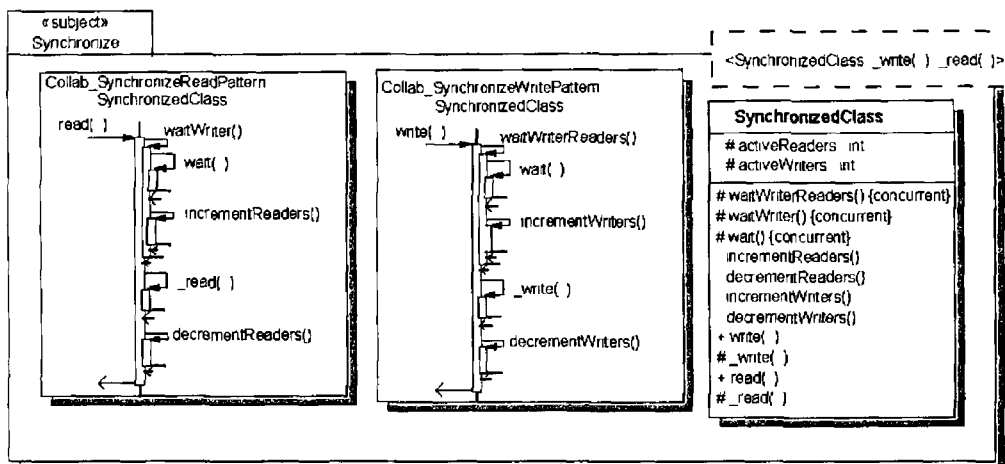 «subject»
Synchronize
<SynchronizedClass _write( ) _read( )>
Collab_SynchronizeReadPattern
SynchronizedClass
read( )
waitWriter()
wait( )
incrementReaders()
_read( )
decrementReaders()
Collab_SynchronizeWritePattern
SynchronizedClass
write( )
waitWriterReaders()
wait( )
incrementWriters()
_write( )
decrementWriters()
SynchronizedClass
# activeReaders int
# activeWriters int
# waitWriterReaders() {concurrent}
# waitWriter() {concurrent}
# wait() {concurrent}
incrementReaders()
decrementReaders()
incrementWriters()
decrementWriters()
+ write( )
# _write( )
+ read( )
# _read( )